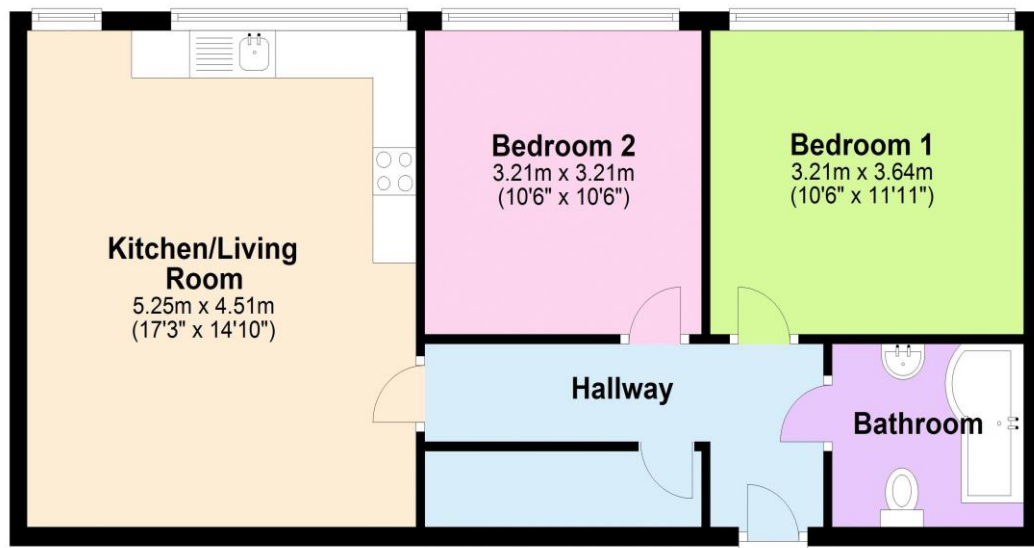 Kitchen/Living
Room
5.25m x 4.51m
(17'3" x 14'10")
Bedroom 2
3.21m x 3.21m
(10'6" x 10'6")
Bedroom 1
3.21m x 3.64m
(10'6" x 11'11")
Hallway
Bathroom